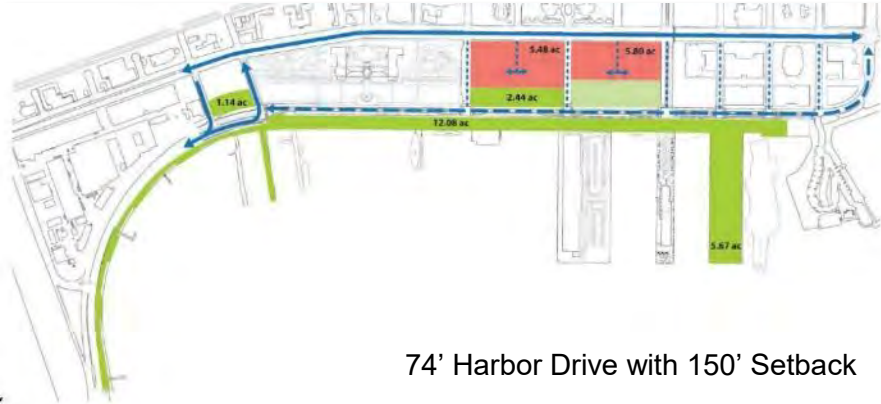 5.48 ac
5.80 ac
1.14 ac
2.44 ac
12.08 ac
5.67 ac
74’ Harbor Drive with 150’ Setback